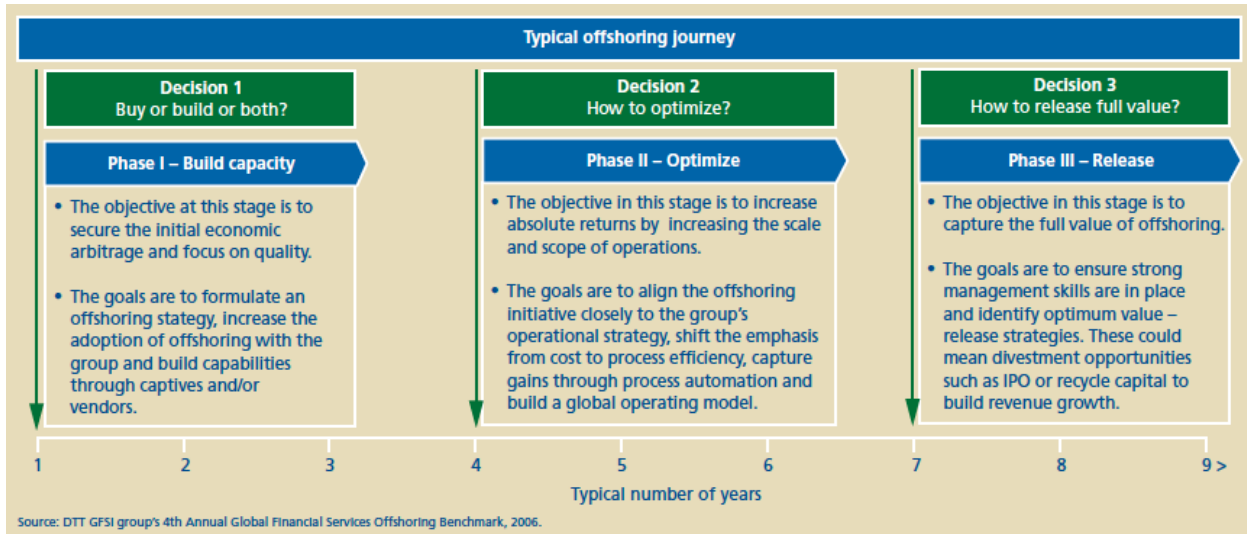 Typical offshoring journey
Decision 1
Buy or build or both?
Phase I – Build capacity
• The objective at this stage is to
secure the initial economic
arbitrage and focus on quality.
• The goals are to formulate an
offshoring stategy, increase the
adoption of offshoring with the
group and build capabilities
through captives and/or
vendors.
Decision 2
How to optimize?
Phase II – Optimize
• The objective in this stage is to increase
absolute returns by increasing the scale
and scope of operations.
• The goals are to align the offshoring
initiative closely to the group's
operational strategy, shift the emphasis
from cost to process efficiency, capture
gains through process automation and
build a global operating model.
Decision 3
How to release full value?
Phase III – Release
• The objective in this stage is to
capture the full value of offshoring.
• The goals are to ensure strong
management skills are in place
and identify optimum value –
release strategies. These could
mean divestment opportunities
such as IPO or recycle capital to
build revenue growth.
1 2 3 4 5 6 7 8 9 >
Typical number of years
Source: DTT GFSI group's 4th Annual Global Financial Services Offshoring Benchmark, 2006.